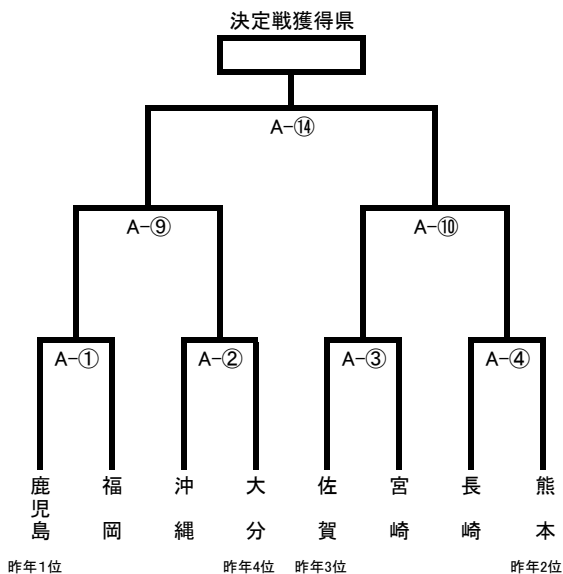 決定戦獲得県
A-⑭
A-⑨
A-⑩
A-①
A-②
A-③
A-④
鹿児島
福岡
沖縄
大分
佐賀
宮崎
長崎
熊本
昨年1位
昨年4位
昨年3位
昨年2位